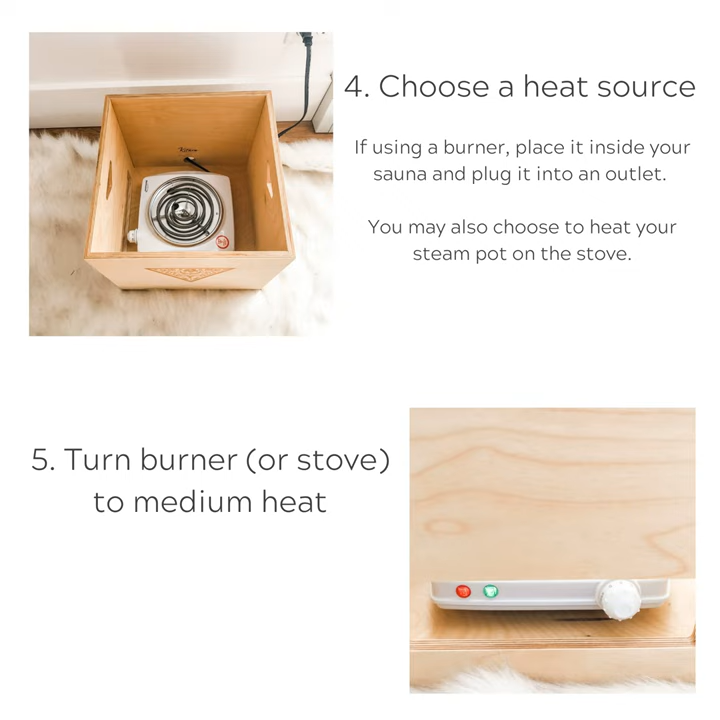 4. Choose a heat source
If using a burner, place it inside your
sauna and plug it into an outlet.
You may also choose to heat your
steam pot on the stove.
5. Turn burner (or stove)
to medium heat